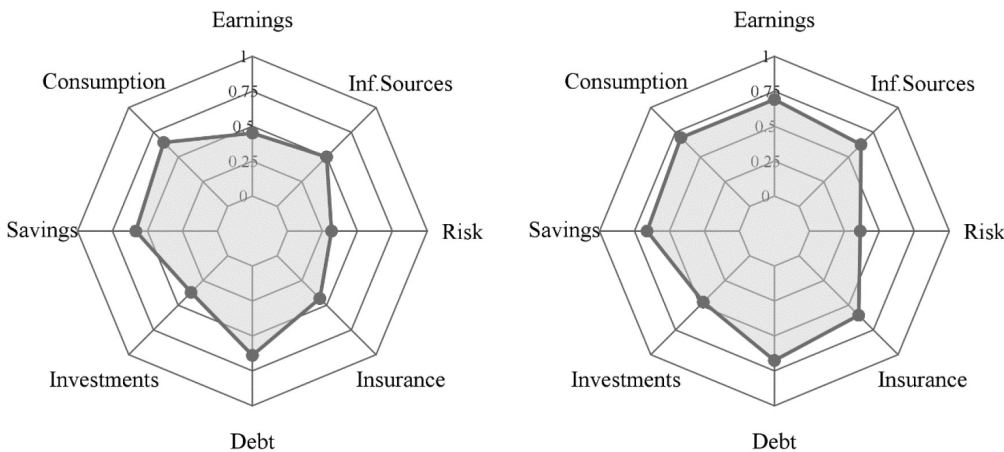 Earnings
1
Consumption
Inf.Sources
0.75
0.5
0.25
0
Savings
Risk
Investments
Insurance
Debt
Earnings
1
Consumption
Inf.Sources
0.75
0.5
0.25
0
Savings
Risk
Investments
Insurance
Debt